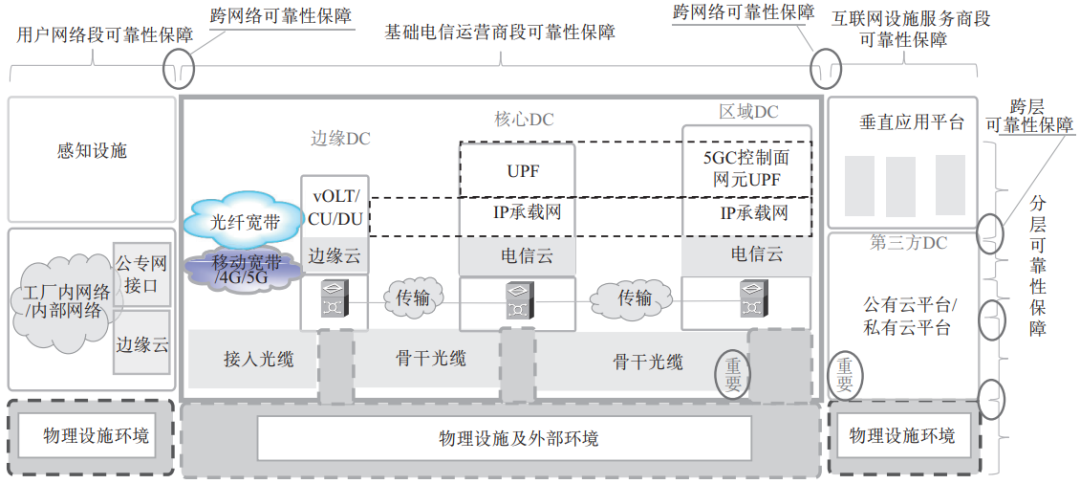 跨网络可靠性保障
跨网络可靠性保障
互联网设施服务商段
可靠性保障
用户网络段可靠性保障
基础电信运营商段可靠性保障
跨层
可靠性保障
分层可靠性保障
感知设施
公专网
接口
工厂内网络
/内部网络
边缘云
物理设施环境
边缘DC
核心DC
区域DC
vOLT/
CU/DU
光纤宽带
移动宽带
/4G/5G
边缘云
UPF
IP承载网
电信云
5GC控制面
网元UPF
IP承载网
电信云
传输
传输
接入光缆
骨干光缆
骨干光缆
重要
物理设施及外部环境
垂直应用平台
第三方DC
公有云平台/
私有云平台
重要
物理设施环境